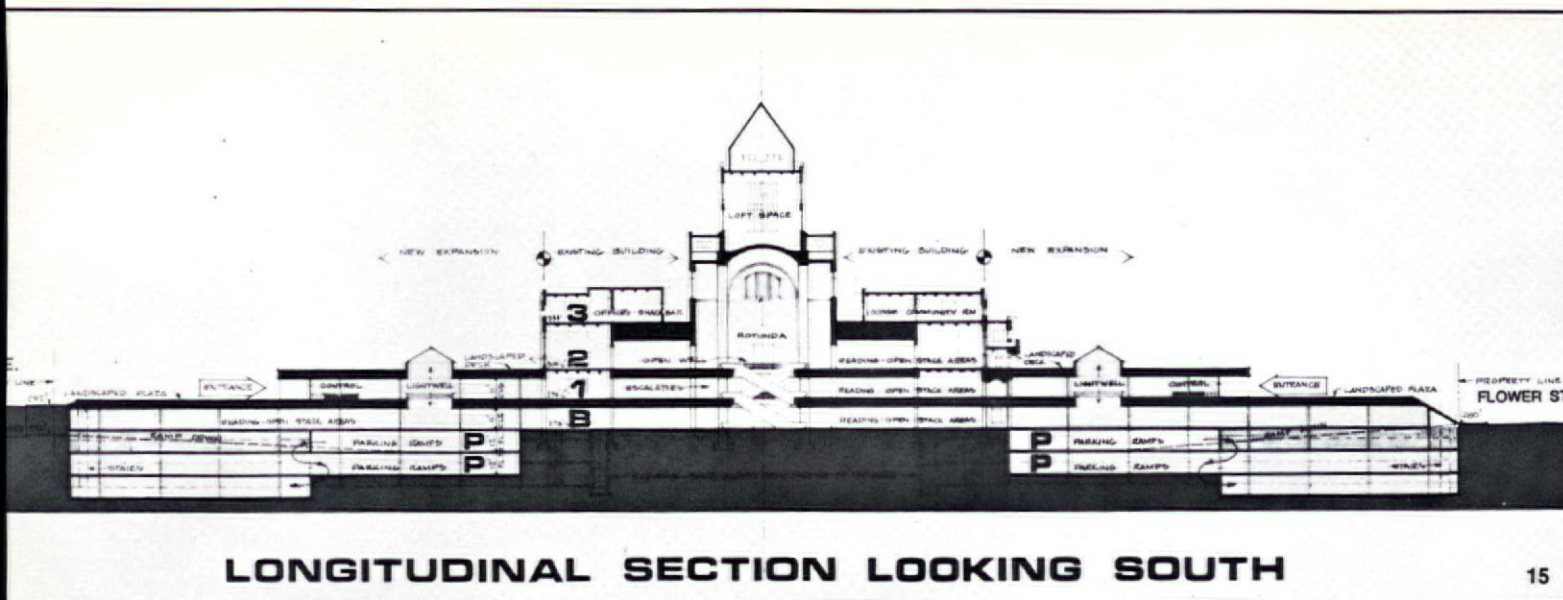 LOFT SPACE
NEW EXPANSION
EXISTING BUILDING
EXISTING BUILDING
NEW EXPANSION
3
LOUNGE COMMUNITY RM
ROTUNDA
2
LANDSCAPED DECK
OPEN WELL
READING-OPEN STACK AREAS
LANDSCAPED DECK
LINE
LANDSCAPED PLAZA
ENTRANCE
CONTROL
LIGHTWELL
1
ESCALATORS
READING OPEN STACK AREAS
LIGHTWELL
CONTROL
ENTRANCE
LANDSCAPED PLAZA
PROPERTY LINE
FLOWER ST
READING-OPEN STACK AREAS
B
READING-OPEN STACK AREAS
RAMP DOWN
PARKING RAMPS
P
P
PARKING RAMPS
RAMP DOWN
STAIRS
PARKING RAMPS
P
P
PARKING RAMPS
STAIRS
LONGITUDINAL SECTION LOOKING SOUTH
15